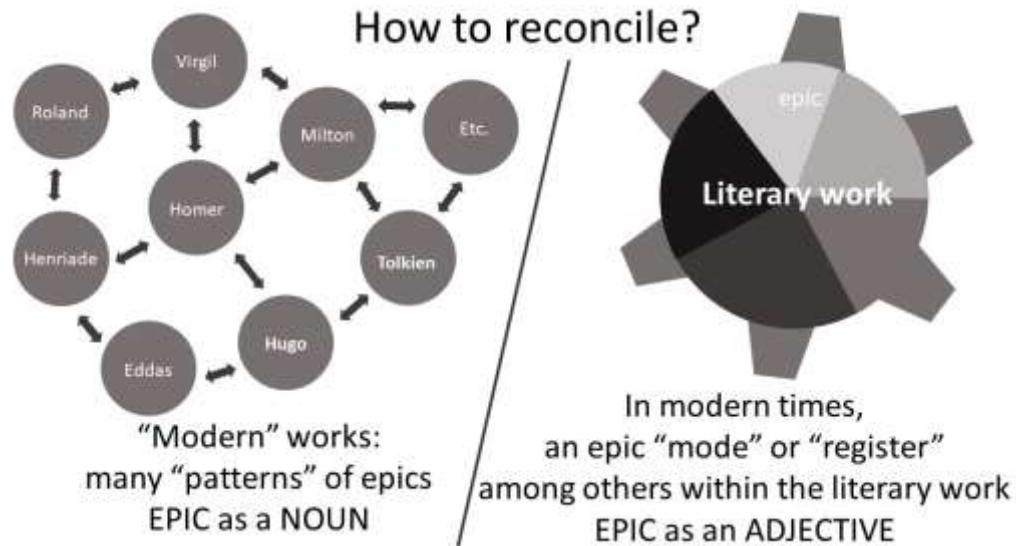 How to reconcile?
Virgil
Roland
Milton
Etc.
Homer
Henriade
Tolkien
Hugo
Eddas
“Modern” works:
many “patterns” of epics
EPIC as a NOUN
epic
Literary work
In modern times,
an epic “mode” or “register”
among others within the literary work
EPIC as an ADJECTIVE